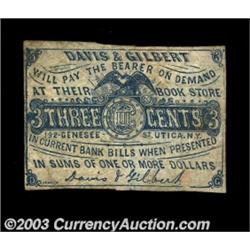 DAVIS & GILBERT
WILL PAY THE BEARER ON DEMAND
AT THEIR BOOK STORE
3 THREE CENTS 3
192-GENESEE ST. UTICA. N.Y.
IN CURRENT BANK BILLS WHEN PRESENTED
IN SUMS OF ONE OR MORE DOLLARS
D G
Davis & Gilbert
©2003 CurrencyAuction.com